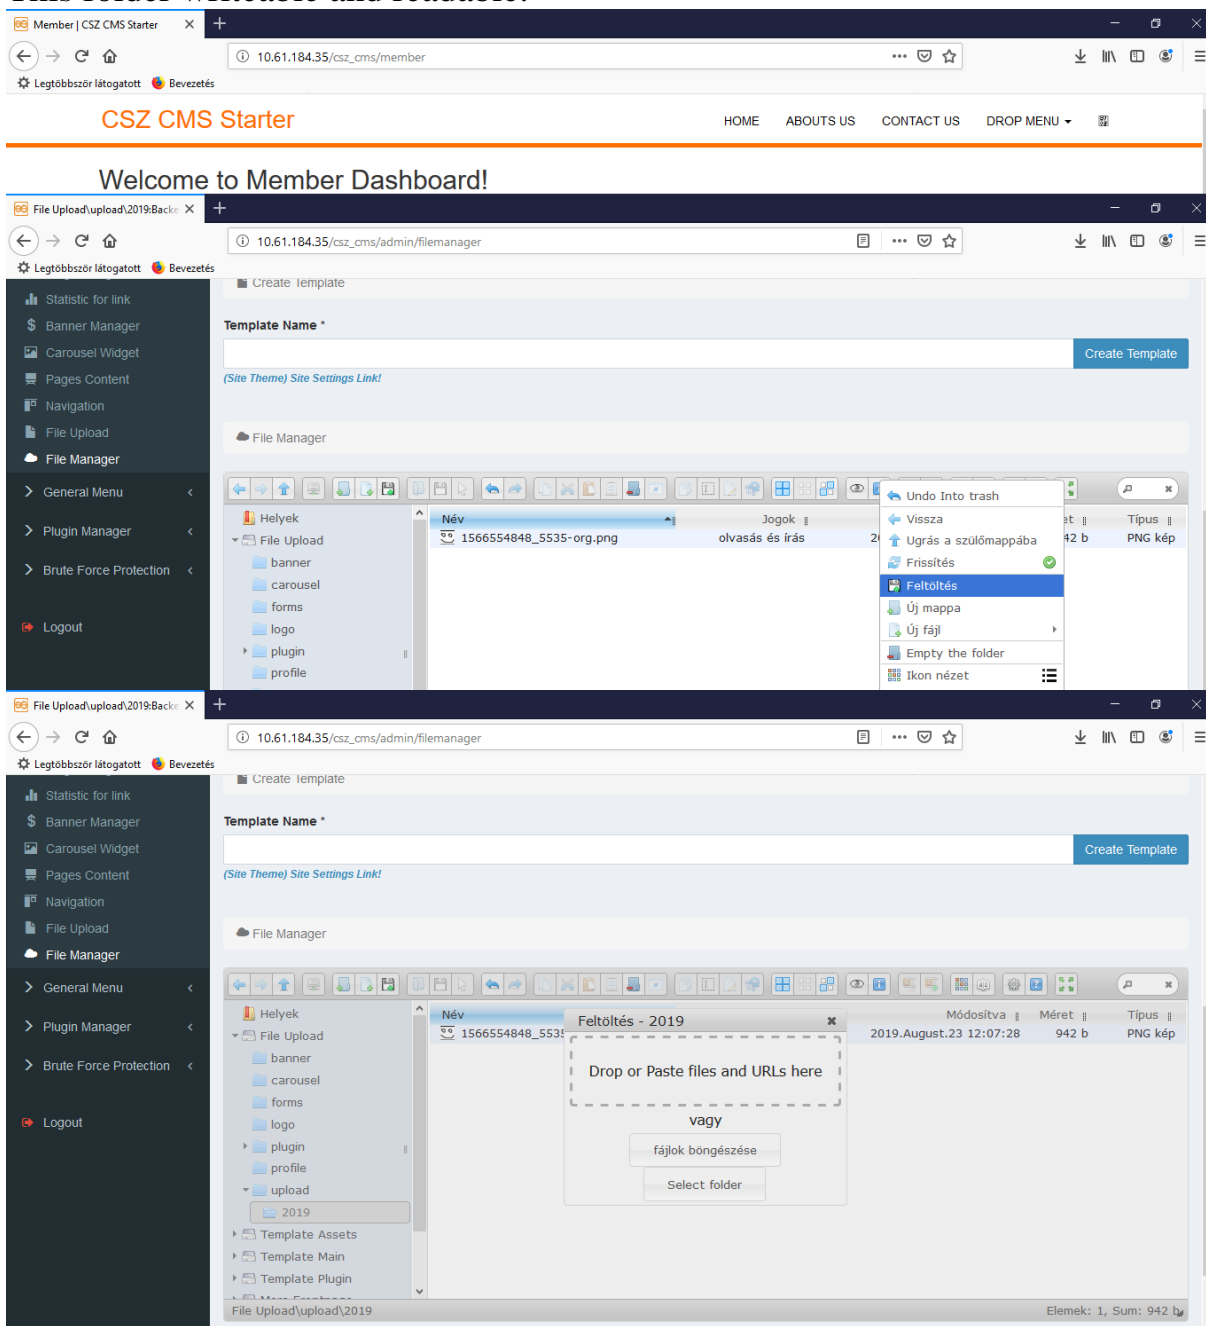 Member | CSZ CMS Starter
10.61.184.35/csz_cms/member
Legtöbbször látogatott Bevezetés
CSZ CMS Starter HOME ABOUTS US CONTACT US DROP MENU
Welcome to Member Dashboard!
File Upload\upload\2019:Backe
10.61.184.35/csz_cms/admin/filemanager
Legtöbbször látogatott Bevezetés
Create Template
Statistic for link
Banner Manager
Template Name *
Carousel Widget
Create Template
Pages Content
(Site Theme) Site Settings Link!
Navigation
File Upload
File Manager
File Manager
General Menu
Plugin Manager
Brute Force Protection
Logout
Helyek
File Upload
banner
carousel
forms
logo
plugin
profile
Név Jogok Típus
1566554848_5535-org.png olvasás és írás 42 b PNG kép
Undo Into trash
Vissza
Ugrás a szülőmappába
Frissítés
Feltöltés
Új mappa
Új fájl
Empty the folder
Ikon nézet
File Upload\upload\2019:Backe
10.61.184.35/csz_cms/admin/filemanager
Legtöbbször látogatott Bevezetés
Create Template
Statistic for link
Banner Manager
Template Name *
Carousel Widget
Create Template
Pages Content
(Site Theme) Site Settings Link!
Navigation
File Upload
File Manager
File Manager
General Menu
Plugin Manager
Brute Force Protection
Logout
Helyek
File Upload
banner
carousel
forms
logo
plugin
profile
upload
2019
Template Assets
Template Main
Template Plugin
Név Módosítva Méret Típus
1566554848_553 2019.August.23 12:07:28 942 b PNG kép
Feltöltés - 2019
Drop or Paste files and URLs here
vagy
fájlok böngészése
Select folder
File Upload\upload\2019 Elemek: 1, Sum: 942 b